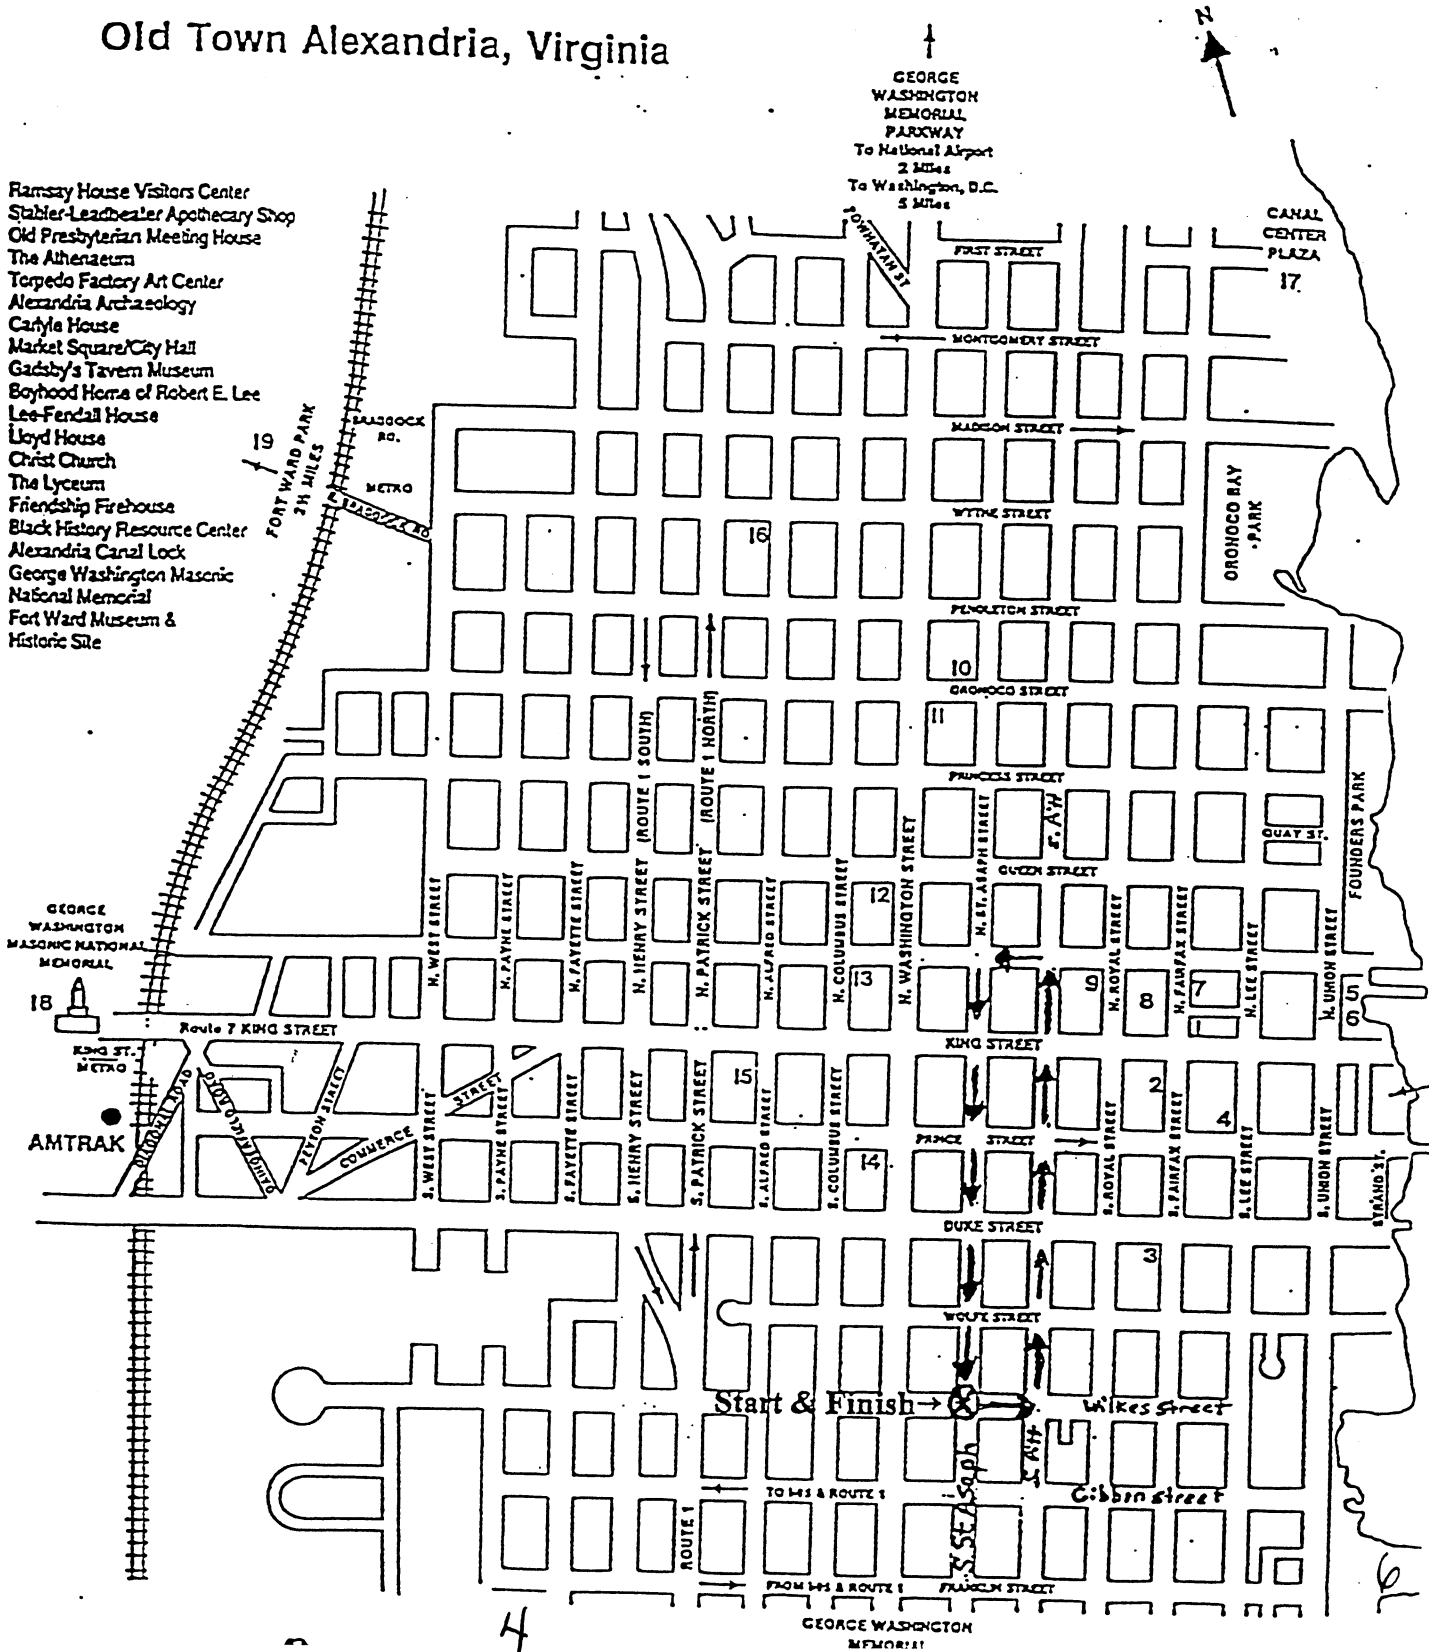 Old Town Alexandria, Virginia
N
GEORGE
WASHINGTON
MEMORIAL
PARKWAY
To National Airport
2 Miles
To Washington, D.C.
5 Miles
Ramsay House Visitors Center
Stabler-Leadbeater Apothecary Shop
Old Presbyterian Meeting House
The Athenaeum
Torpedo Factory Art Center
Alexandria Archaeology
Carlyle House
Market Square/City Hall
Gadsby's Tavern Museum
Boyhood Home of Robert E. Lee
Lee-Fendall House
Lloyd House
Christ Church
The Lyceum
Friendship Firehouse
Black History Resource Center
Alexandria Canal Lock
George Washington Masonic
National Memorial
Fort Ward Museum &
Historic Site
CANAL
CENTER
PLAZA
17
POWHATAN ST
FIRST STREET
MONTGOMERY STREET
MADISON STREET
19
FORT WARD PARK
2½ MILES
BRADDOCK
RD.
METRO
BRADDOCK RD
WYTHE STREET
ORONOCO BAY
PARK
16
PENDLETON STREET
10
ORONOCO STREET
11
(ROUTE 1 SOUTH)
(ROUTE 1 NORTH)
PRINCESS STREET
S. A'H
QUAY ST.
FOUNDERS PARK
QUEEN STREET
N. WEST STREET
N. PAYNE STREET
N. FAYETTE STREET
N. HENRY STREET
N. PATRICK STREET
N. ALFRED STREET
N. COLUMBUS STREET
N. WASHINGTON STREET
N. ST. ASAPH STREET
N. ROYAL STREET
N. FAIRFAX STREET
N. LEE STREET
N. UNION STREET
12
13
9
8
7
1
5
6
GEORGE
WASHINGTON
MASONIC NATIONAL
MEMORIAL
18
Route 7 KING STREET
KING STREET
KING ST.
METRO
AMTRAK
DIAGONAL ROAD
DAINGERFIELD ROAD
PEYTON STREET
COMMERCE
STREET
S. WEST STREET
S. PAYNE STREET
S. FAYETTE STREET
S. HENRY STREET
S. PATRICK STREET
S. ALFRED STREET
S. COLUMBUS STREET
S. ROYAL STREET
S. FAIRFAX STREET
S. LEE STREET
S. UNION STREET
STRAND ST.
15
2
4
PRINCE STREET
14
DUKE STREET
3
WOLFE STREET
Start & Finish
Wilkes Street
S. A'H
S. St Asaph
TO 495 & ROUTE 1
Gibbon Street
ROUTE 1
FROM 495 & ROUTE 1
FRANKLIN STREET
GEORGE WASHINGTON
MEMORIAL
4
6